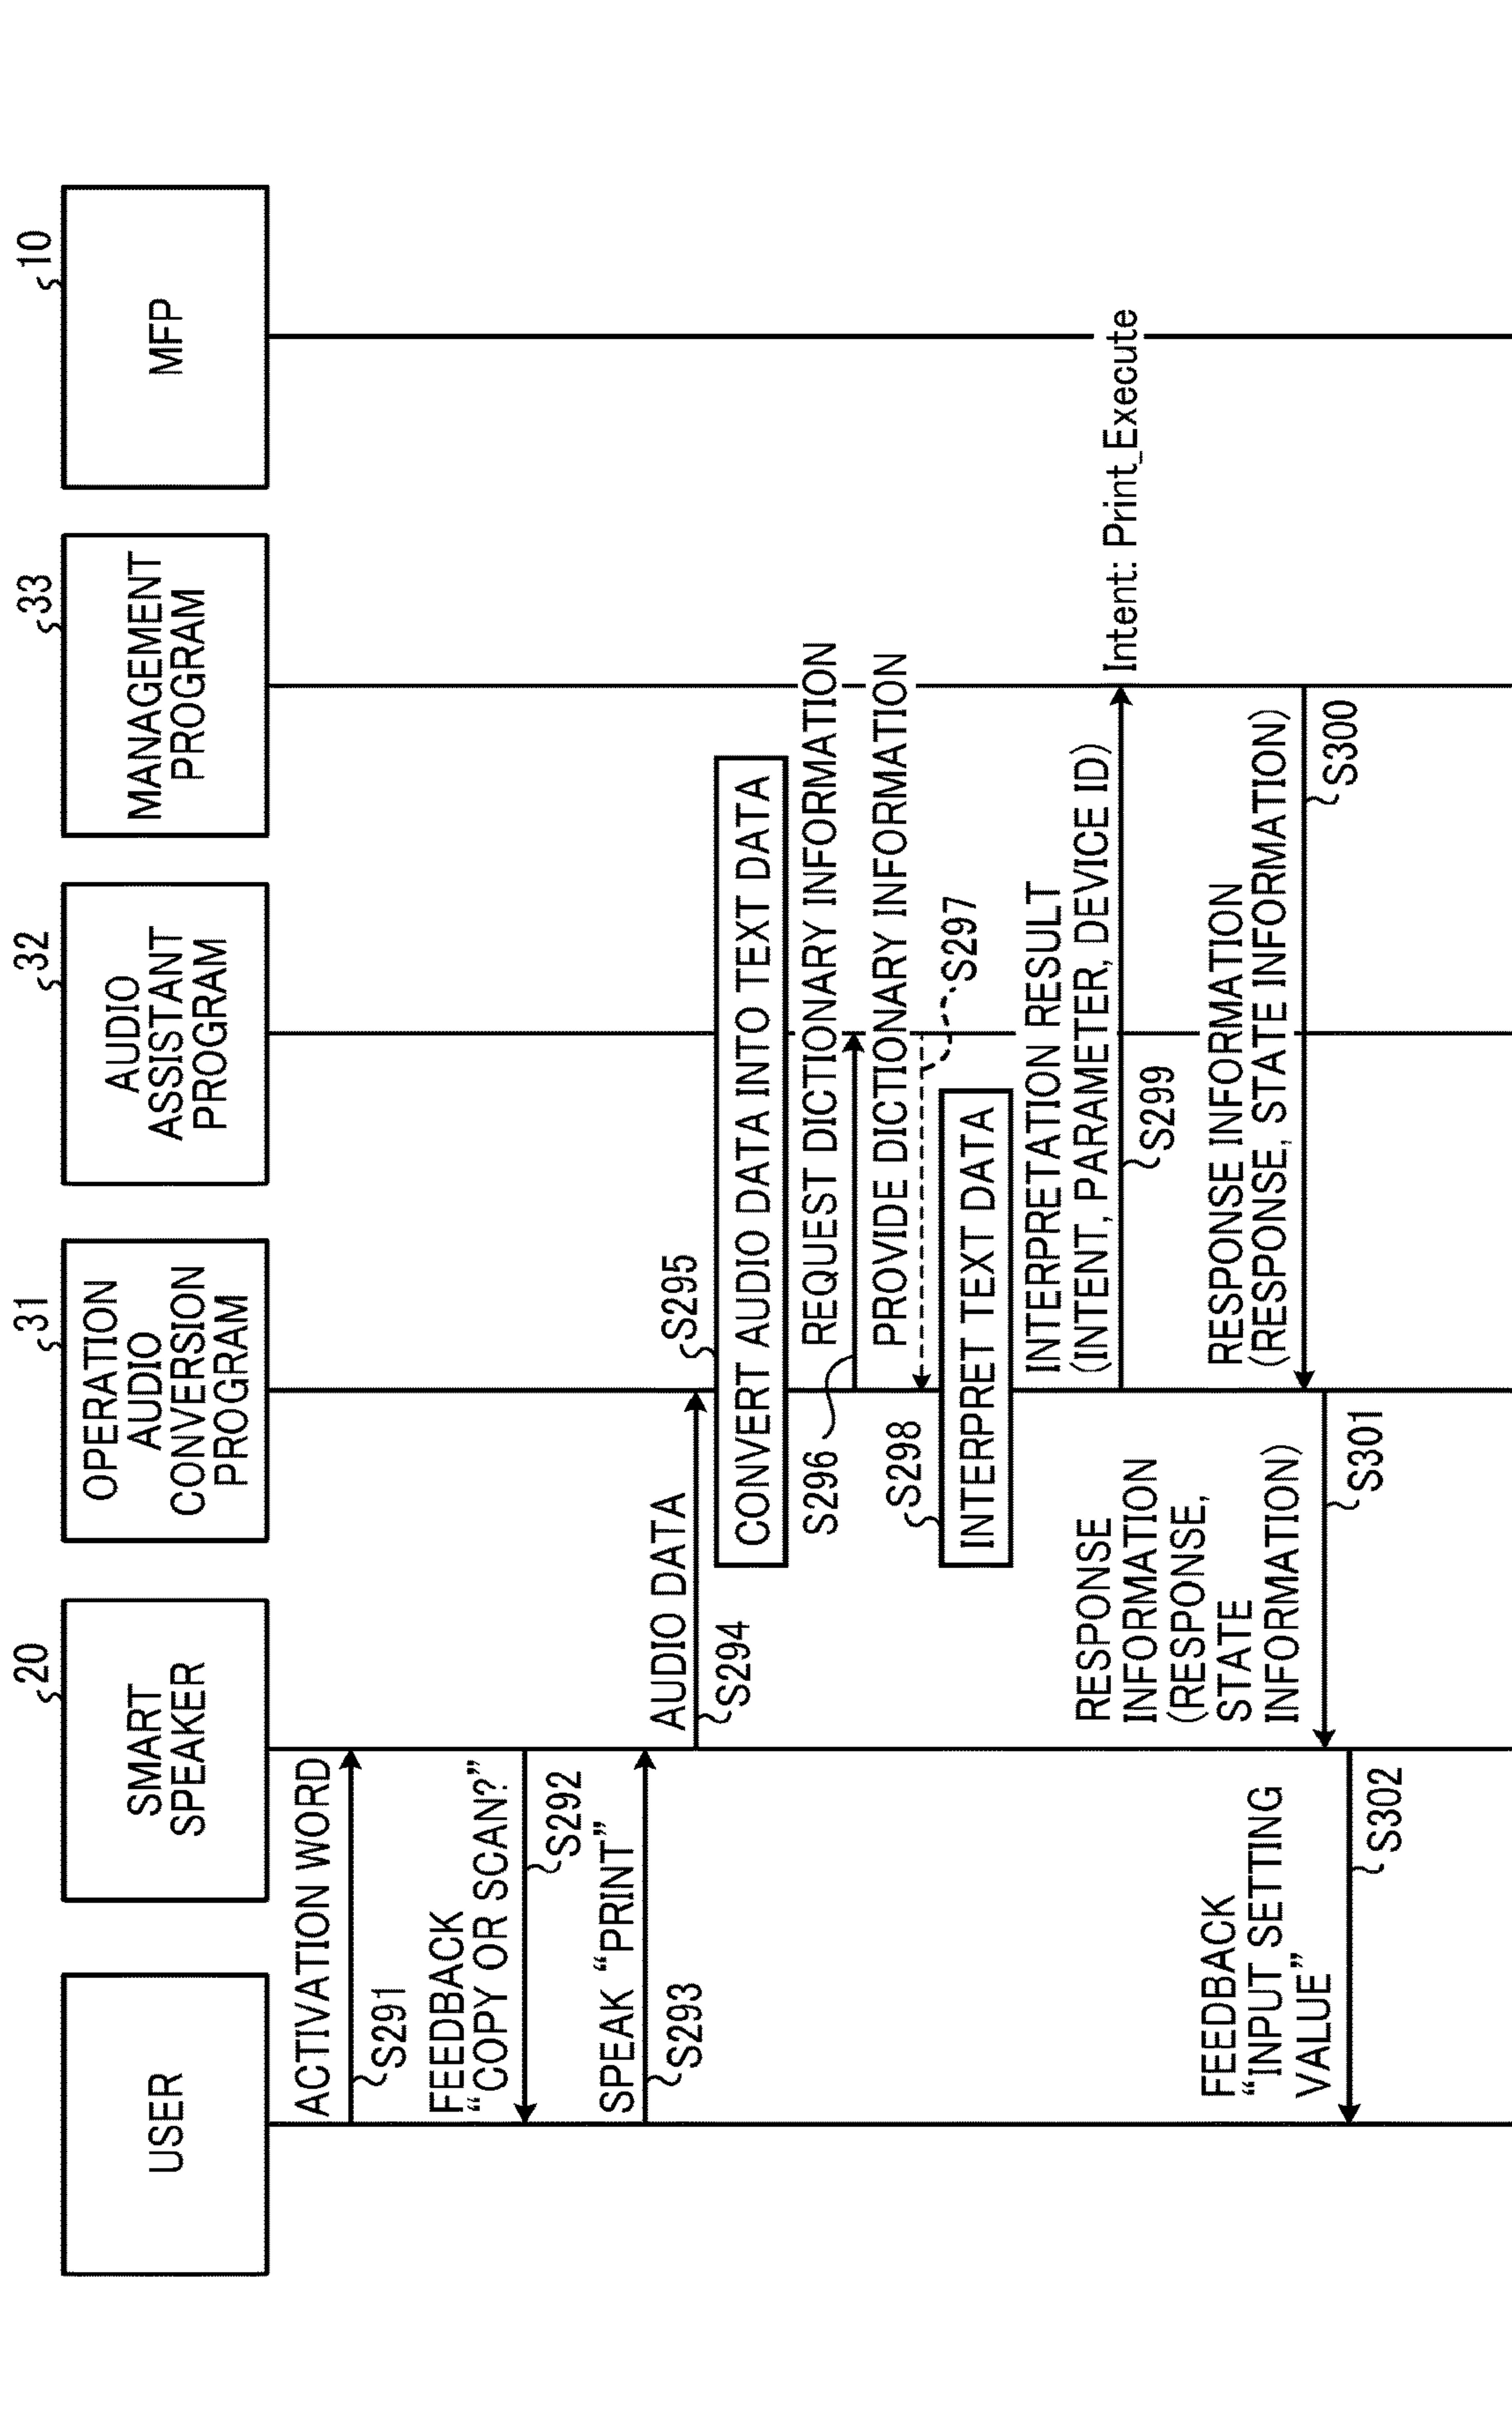 USER
20
SMART
SPEAKER
31
OPERATION
AUDIO
CONVERSION
PROGRAM
32
AUDIO
ASSISTANT
PROGRAM
33
MANAGEMENT
PROGRAM
10
MFP
ACTIVATION WORD
S291
FEEDBACK
“COPY OR SCAN?”
S292
SPEAK “PRINT”
S293
AUDIO DATA
S294
S295
CONVERT AUDIO DATA INTO TEXT DATA
REQUEST DICTIONARY INFORMATION
S296
PROVIDE DICTIONARY INFORMATION
S297
S298
INTERPRET TEXT DATA
INTERPRETATION RESULT
(INTENT, PARAMETER, DEVICE ID)
S299
Intent: Print_Execute
RESPONSE INFORMATION
(RESPONSE, STATE INFORMATION)
S300
RESPONSE
INFORMATION
(RESPONSE,
STATE
INFORMATION)
S301
FEEDBACK
“INPUT SETTING
VALUE”
S302